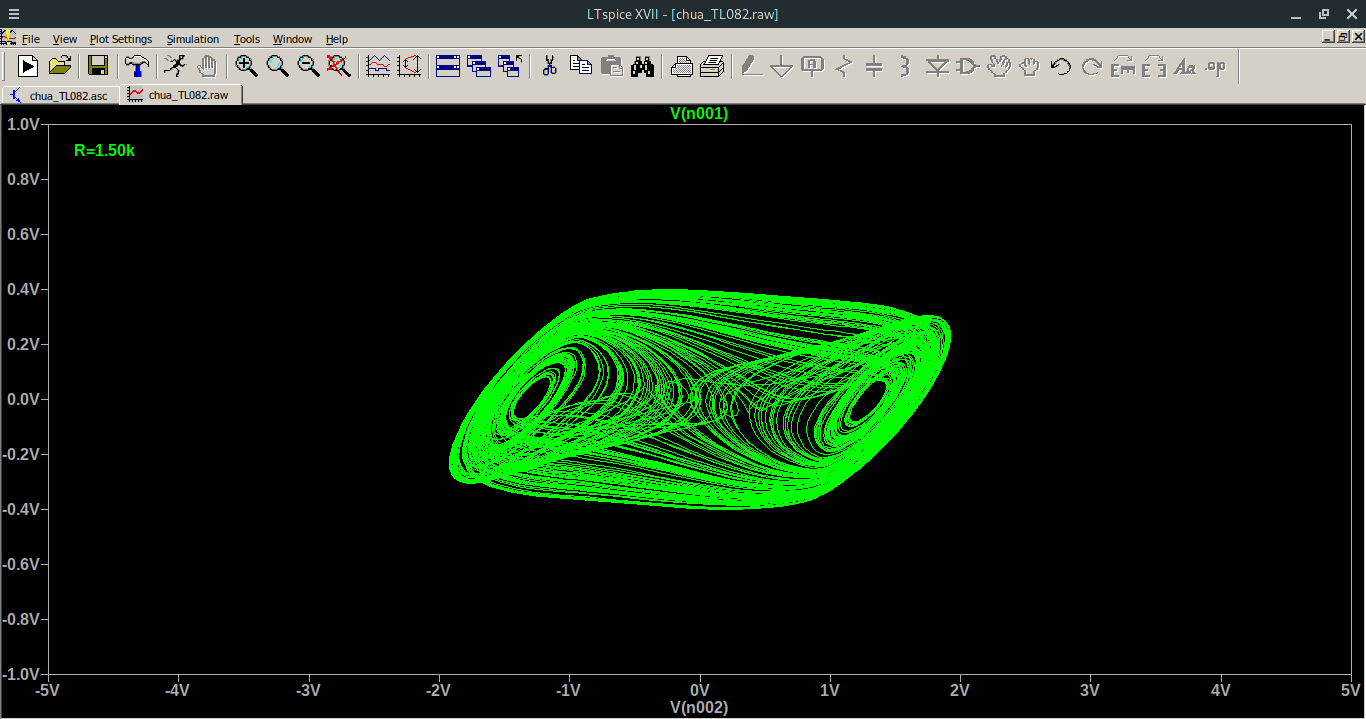 LTspice XVII - [chua_TL082.raw]
File View Plot Settings Simulation Tools Window Help
chua_TL082.asc chua_TL082.raw
V(n001)
1.0V
R=1.50k
0.8V
0.6V
0.4V
0.2V
0.0V
-0.2V
-0.4V
-0.6V
-0.8V
-1.0V
-5V -4V -3V -2V -1V 0V 1V 2V 3V 4V 5V
V(n002)